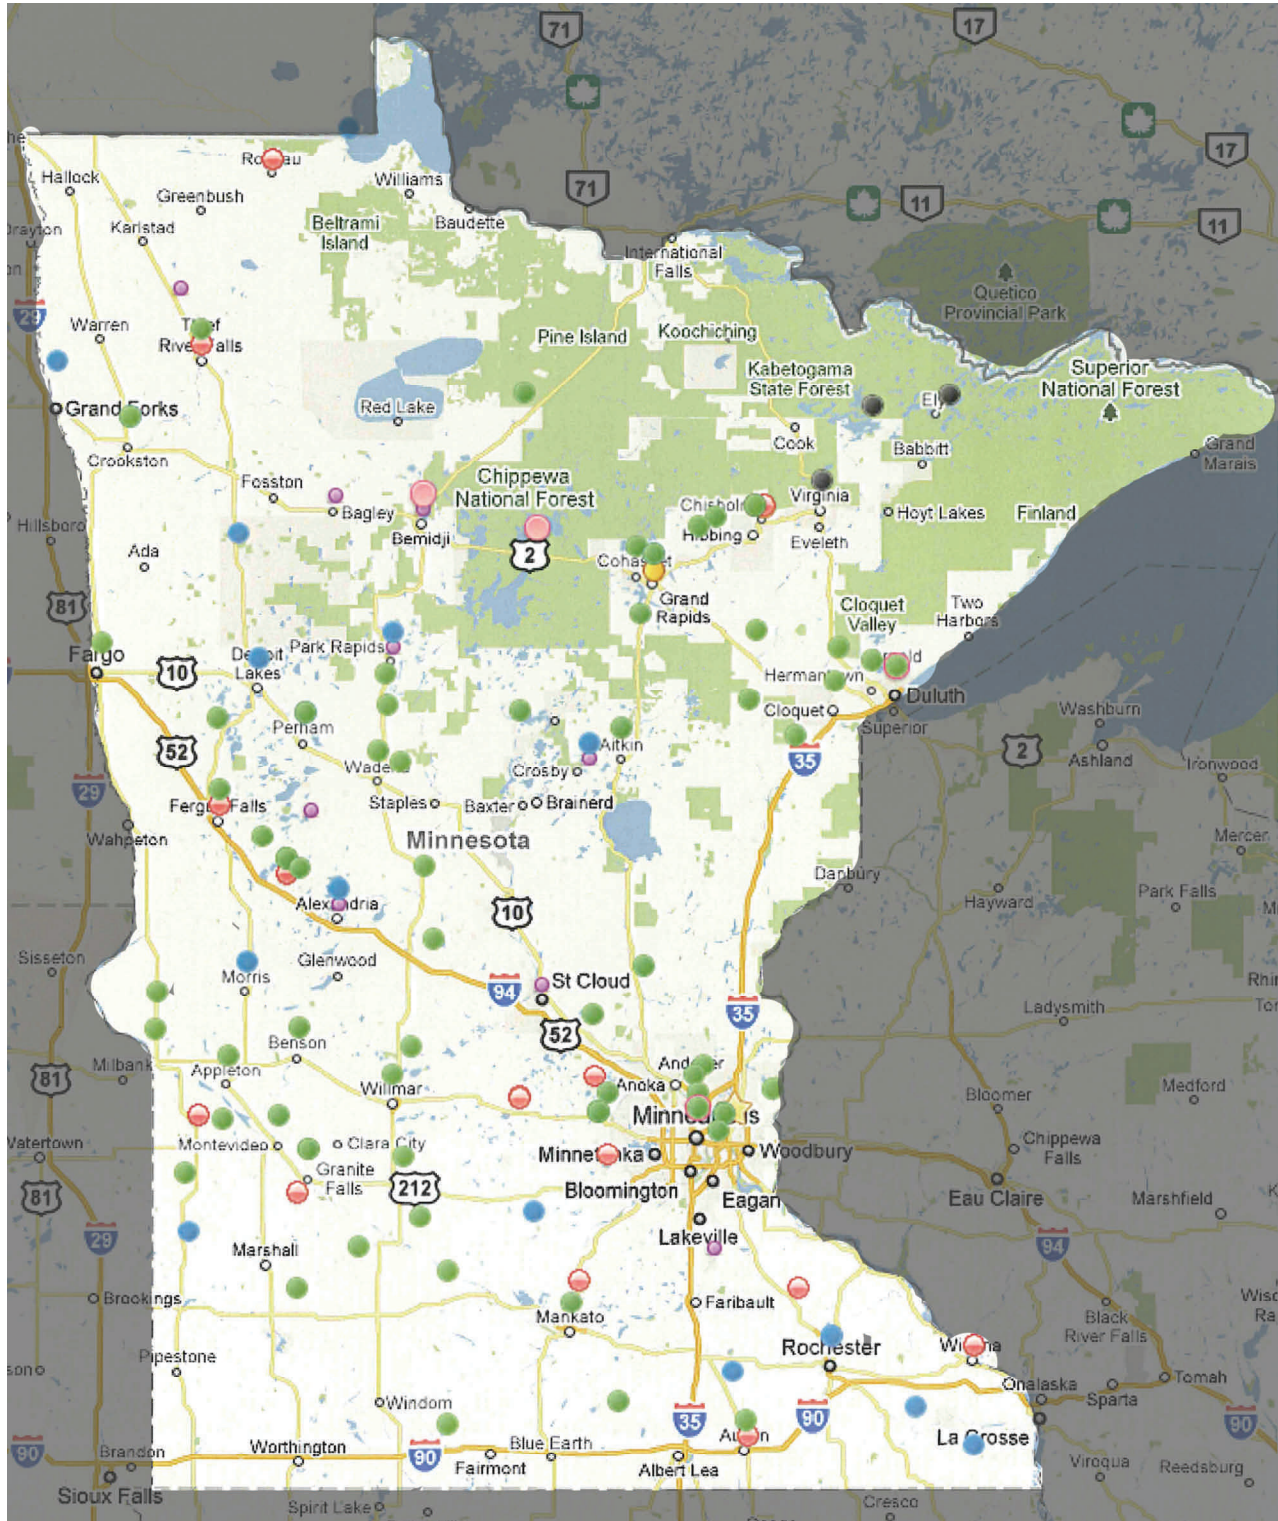 71
17
17
71
11
11
Hallock
Greenbush
Williams
Drayton
Karlstad
Beltrami
Island
Baudette
International
Falls
Quetico
Provincial Park
29
Warren
Pine Island
Koochiching
Kabetogama
State Forest
Superior
National Forest
Grand Forks
Red Lake
Cook
Babbitt
Grand
Marais
Crookston
Chippewa
National Forest
Fosston
Bagley
Bemidji
Virginia
Hoyt Lakes
Finland
Hillsboro
Hibbing
Eveleth
Ada
2
Grand
Rapids
Cloquet
Valley
Two
Harbors
81
Fargo
10
Lakes
Park Rapids
Hermantown
Duluth
Cloquet
Superior
Washburn
Ashland
2
Ironwood
Perham
52
Aitkin
35
Crosby
29
Staples
Baxter
Brainerd
Wahpeton
Minnesota
Mercer
Danbury
Hayward
Park Falls
10
Sisseton
Glenwood
Morris
94
St Cloud
35
Ladysmith
52
Benson
Milbank
81
Appleton
Anoka
Willmar
Bloomer
Medford
Watertown
Montevideo
Clara City
Woodbury
Chippewa
Falls
Granite
Falls
212
Bloomington
Eagan
Eau Claire
Marshfield
81
29
Marshall
Lakeville
94
Brookings
Faribault
Black
River Falls
Mankato
Rochester
Pipestone
Onalaska
Sparta
Tomah
Windom
35
90
90
90
Brandon
Worthington
90
Blue Earth
Fairmont
Albert Lea
La Crosse
Viroqua
Reedsburg
Sioux Falls
Spirit Lake
Cresco